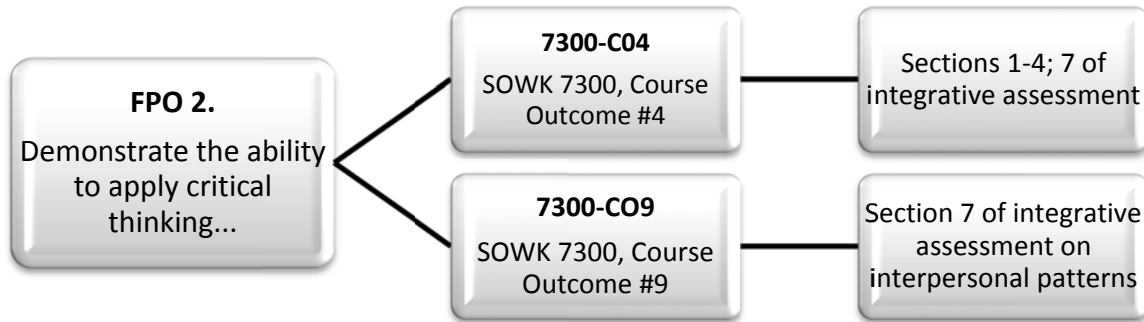 FPO 2.
Demonstrate the ability
to apply critical
thinking...
7300-C04
SOWK 7300, Course
Outcome #4
Sections 1-4; 7 of
integrative assessment
7300-CO9
SOWK 7300, Course
Outcome #9
Section 7 of integrative
assessment on
interpersonal patterns